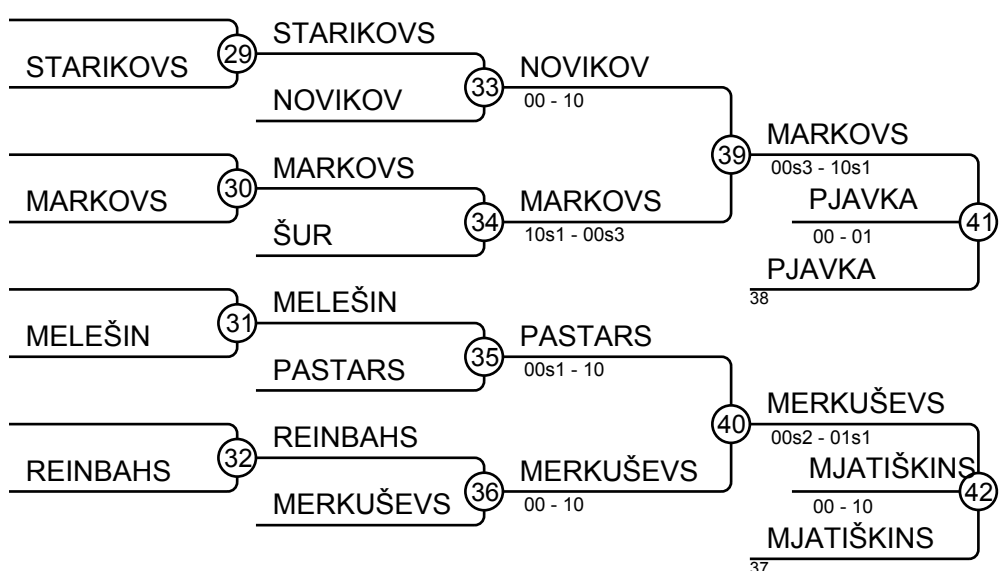 STARIKOVS
29
STARIKOVS
NOVIKOV
33
NOVIKOV
00 - 10
MARKOVS
30
MARKOVS
ŠUR
34
MARKOVS
10s1 - 00s3
39
MARKOVS
00s3 - 10s1
PJAVKA
00 - 01
41
PJAVKA
38
MELEŠIN
31
MELEŠIN
PASTARS
35
PASTARS
00s1 - 10
REINBAHS
32
REINBAHS
MERKUŠEVS
36
MERKUŠEVS
00 - 10
40
MERKUŠEVS
00s2 - 01s1
MJATIŠKINS
00 - 10
42
MJATIŠKINS
37